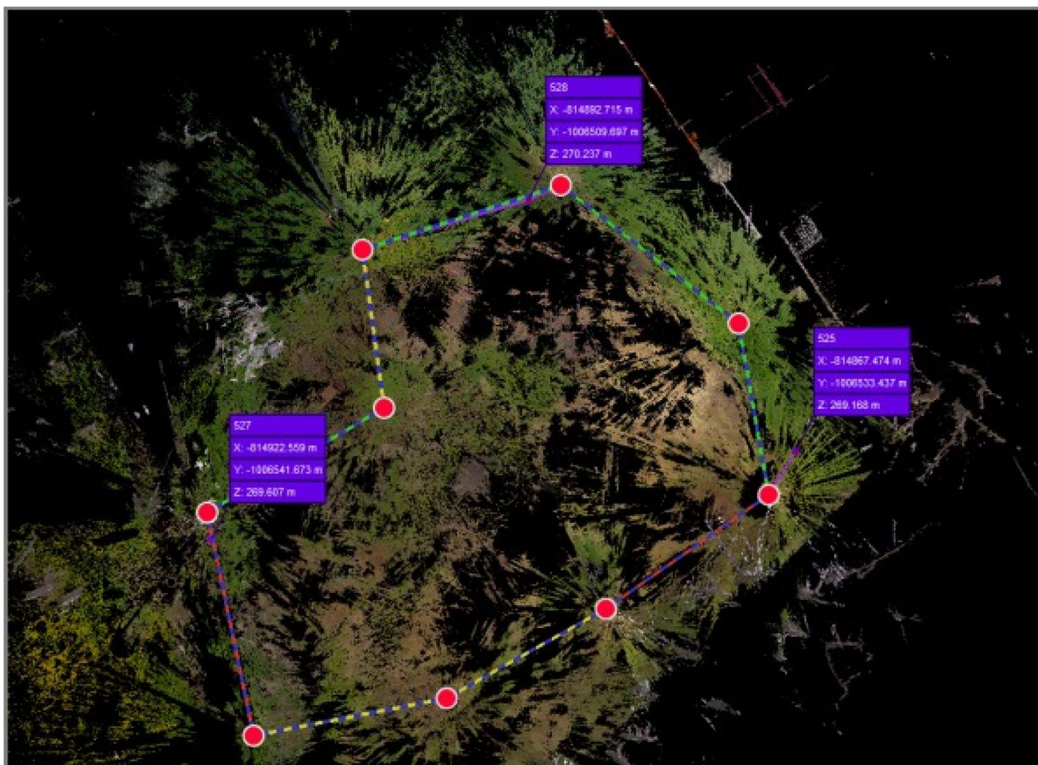 528
X: -814892.715 m
Y: -1006509.697 m
Z: 270.237 m
525
X: -814867.474 m
Y: -1006533.437 m
Z: 269.168 m
527
X: -814922.559 m
Y: -1006541.673 m
Z: 269.607 m